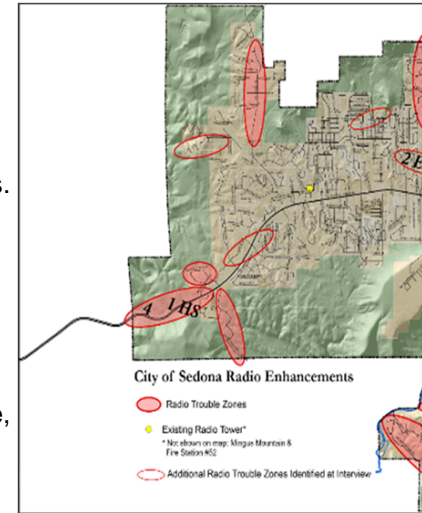 s.
2 E
4 1 HS
City of Sedona Radio Enhancements
Radio Trouble Zones
Existing Radio Tower*
* Not shown on map: Mingus Mountain &
Fire Station #52
e,
Additional Radio Trouble Zones Identified at Interview